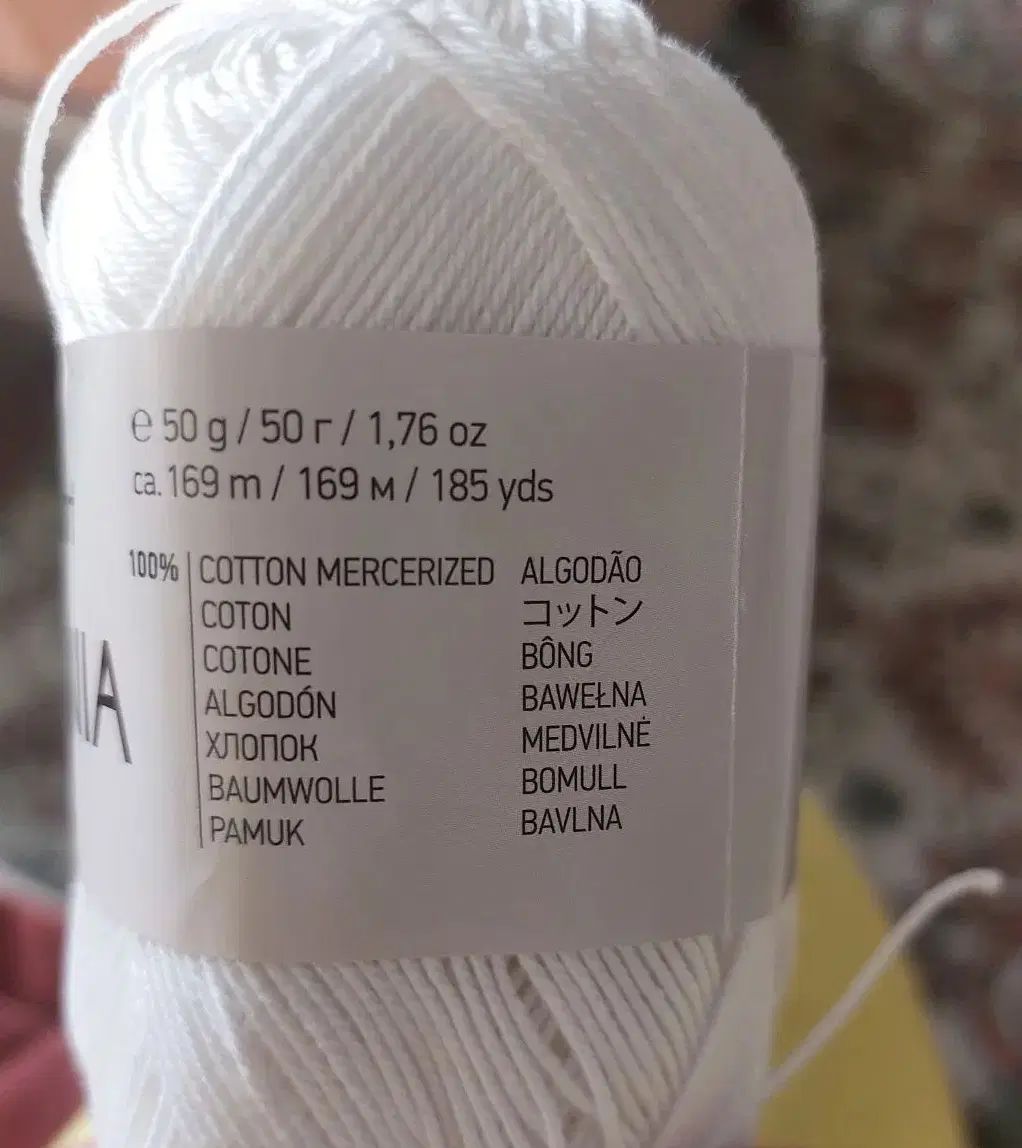 ℮ 50 g / 50 г / 1,76 oz
ca. 169 m / 169 м / 185 yds
100% COTTON MERCERIZED
COTON
COTONE
ALGODÓN
ХЛОПОК
BAUMWOLLE
PAMUK
ALGODÃO
コットン
BÔNG
BAWEŁNA
MEDVILNĖ
BOMULL
BAVLNA